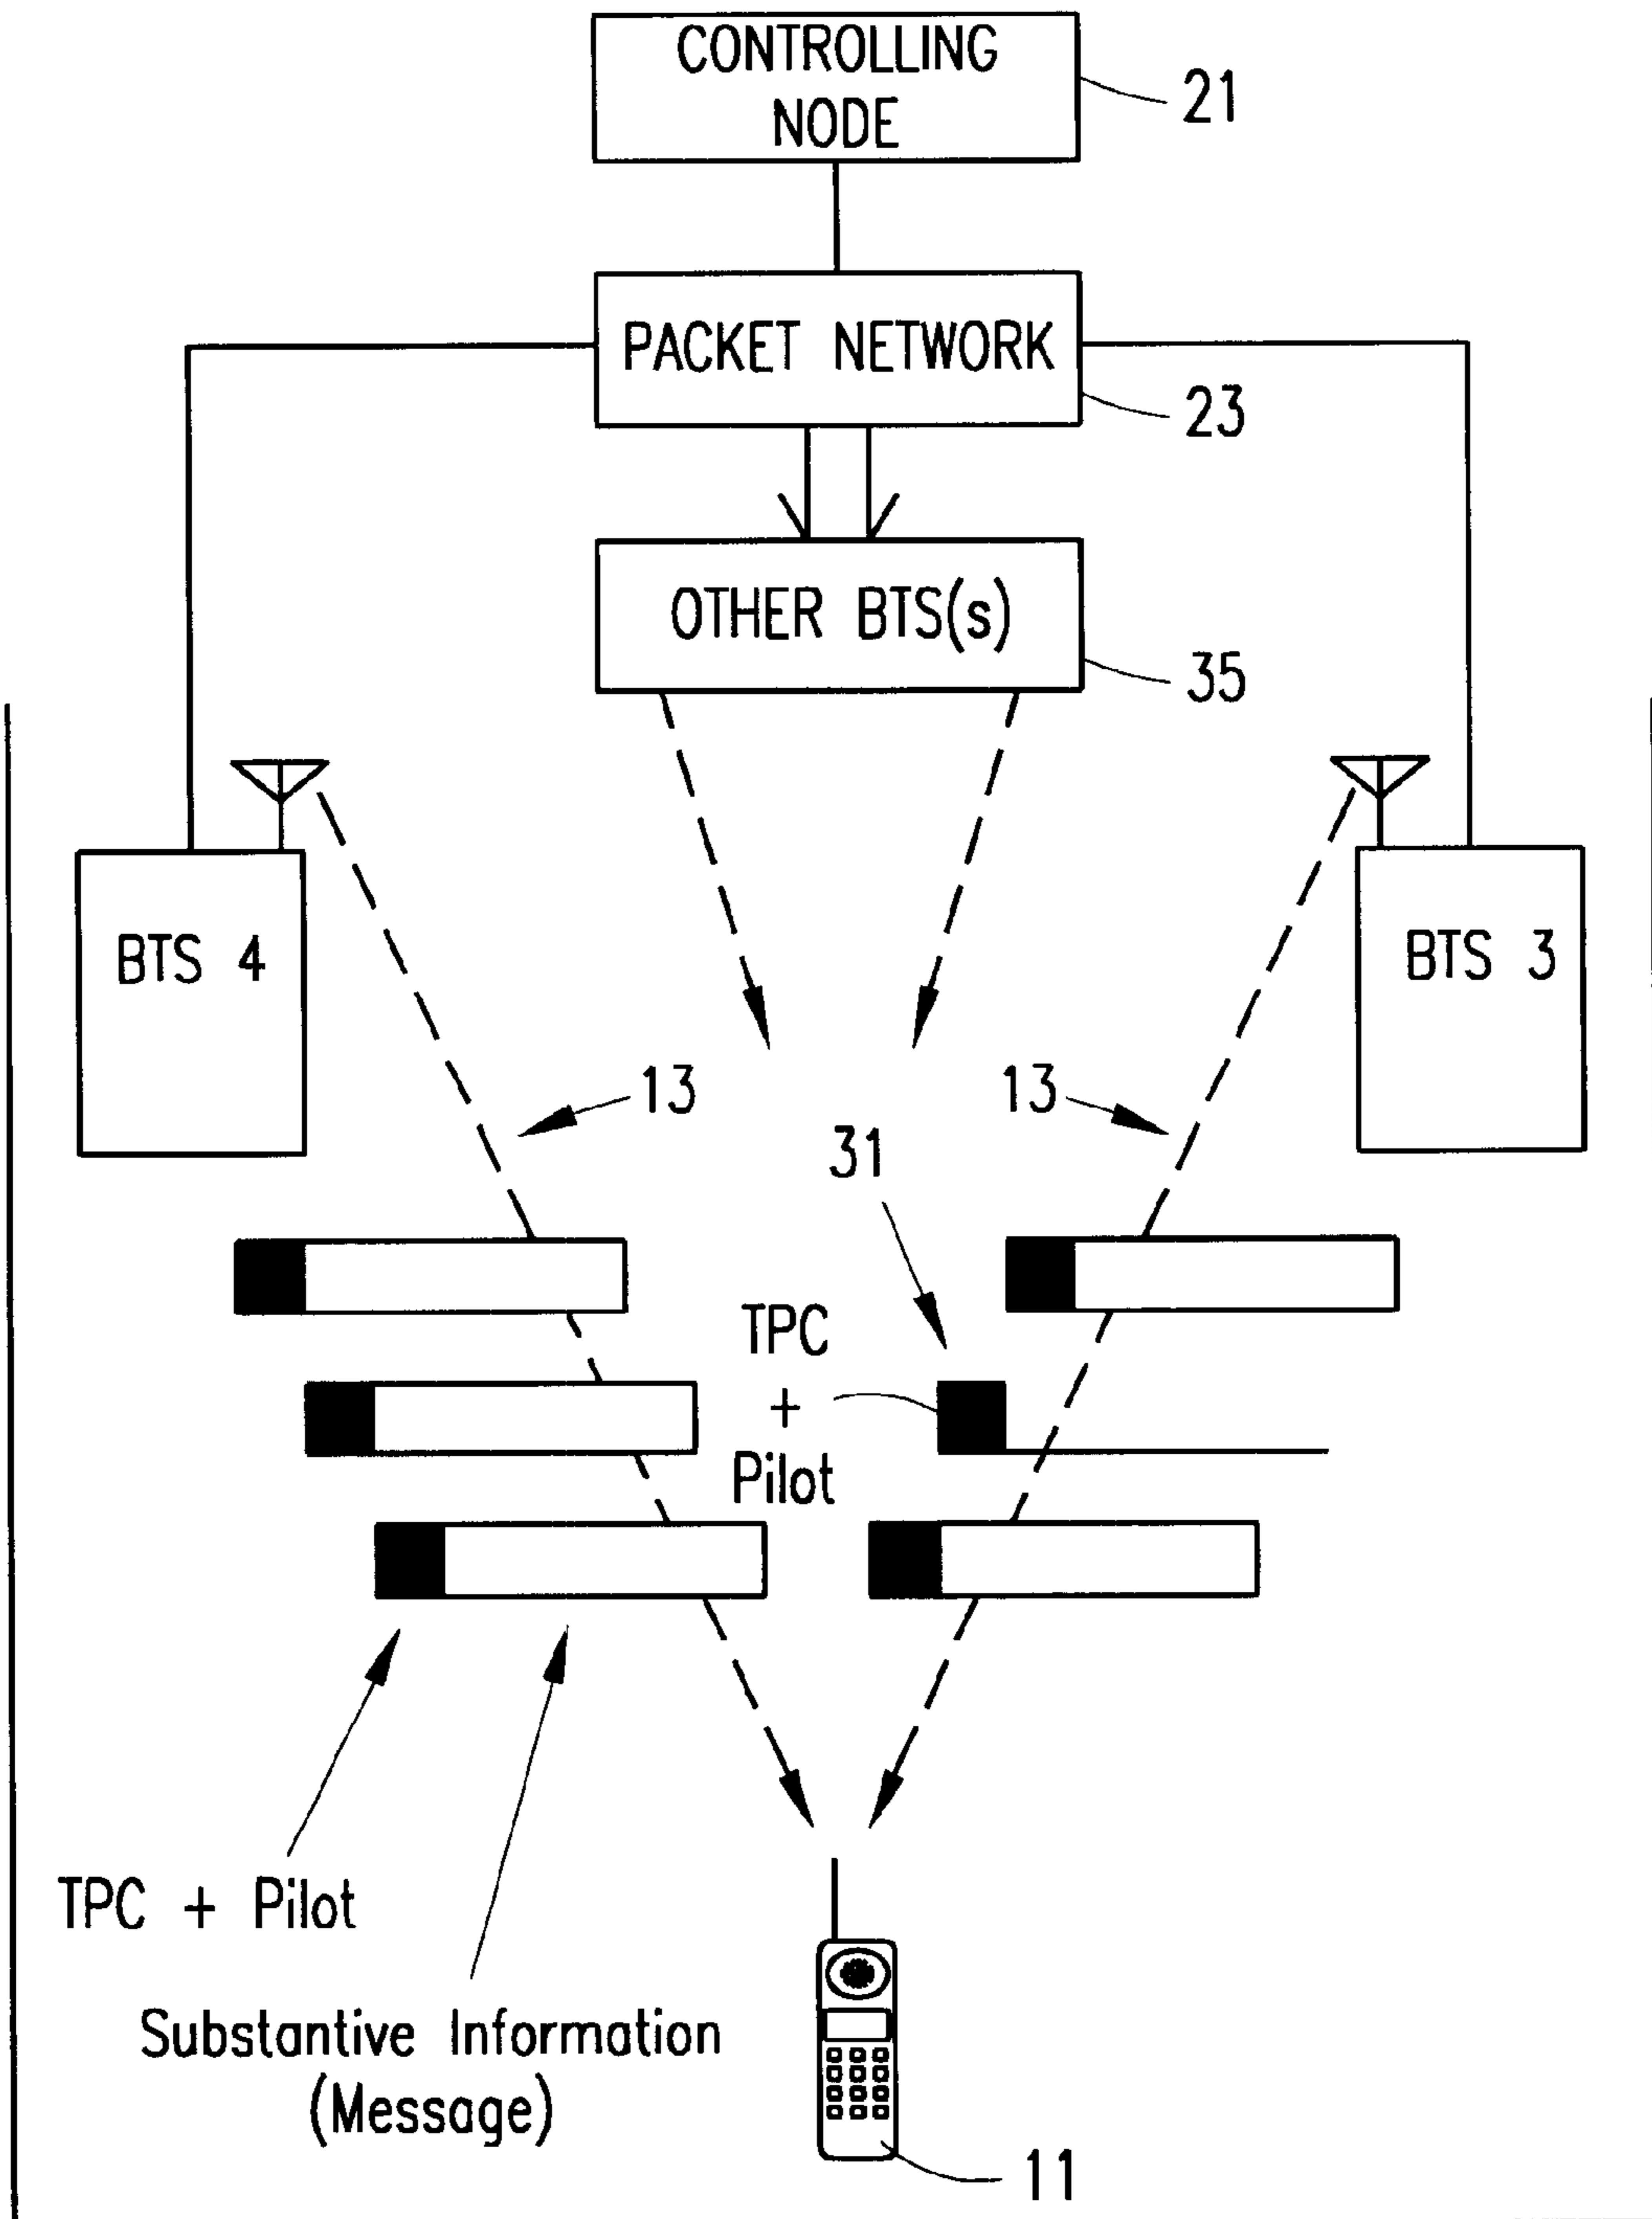 CONTROLLING
NODE
21
PACKET NETWORK
23
OTHER BTS(s)
35
BTS 4
BTS 3
13
13
31
TPC
+
Pilot
TPC + Pilot
Substantive Information
(Message)
11